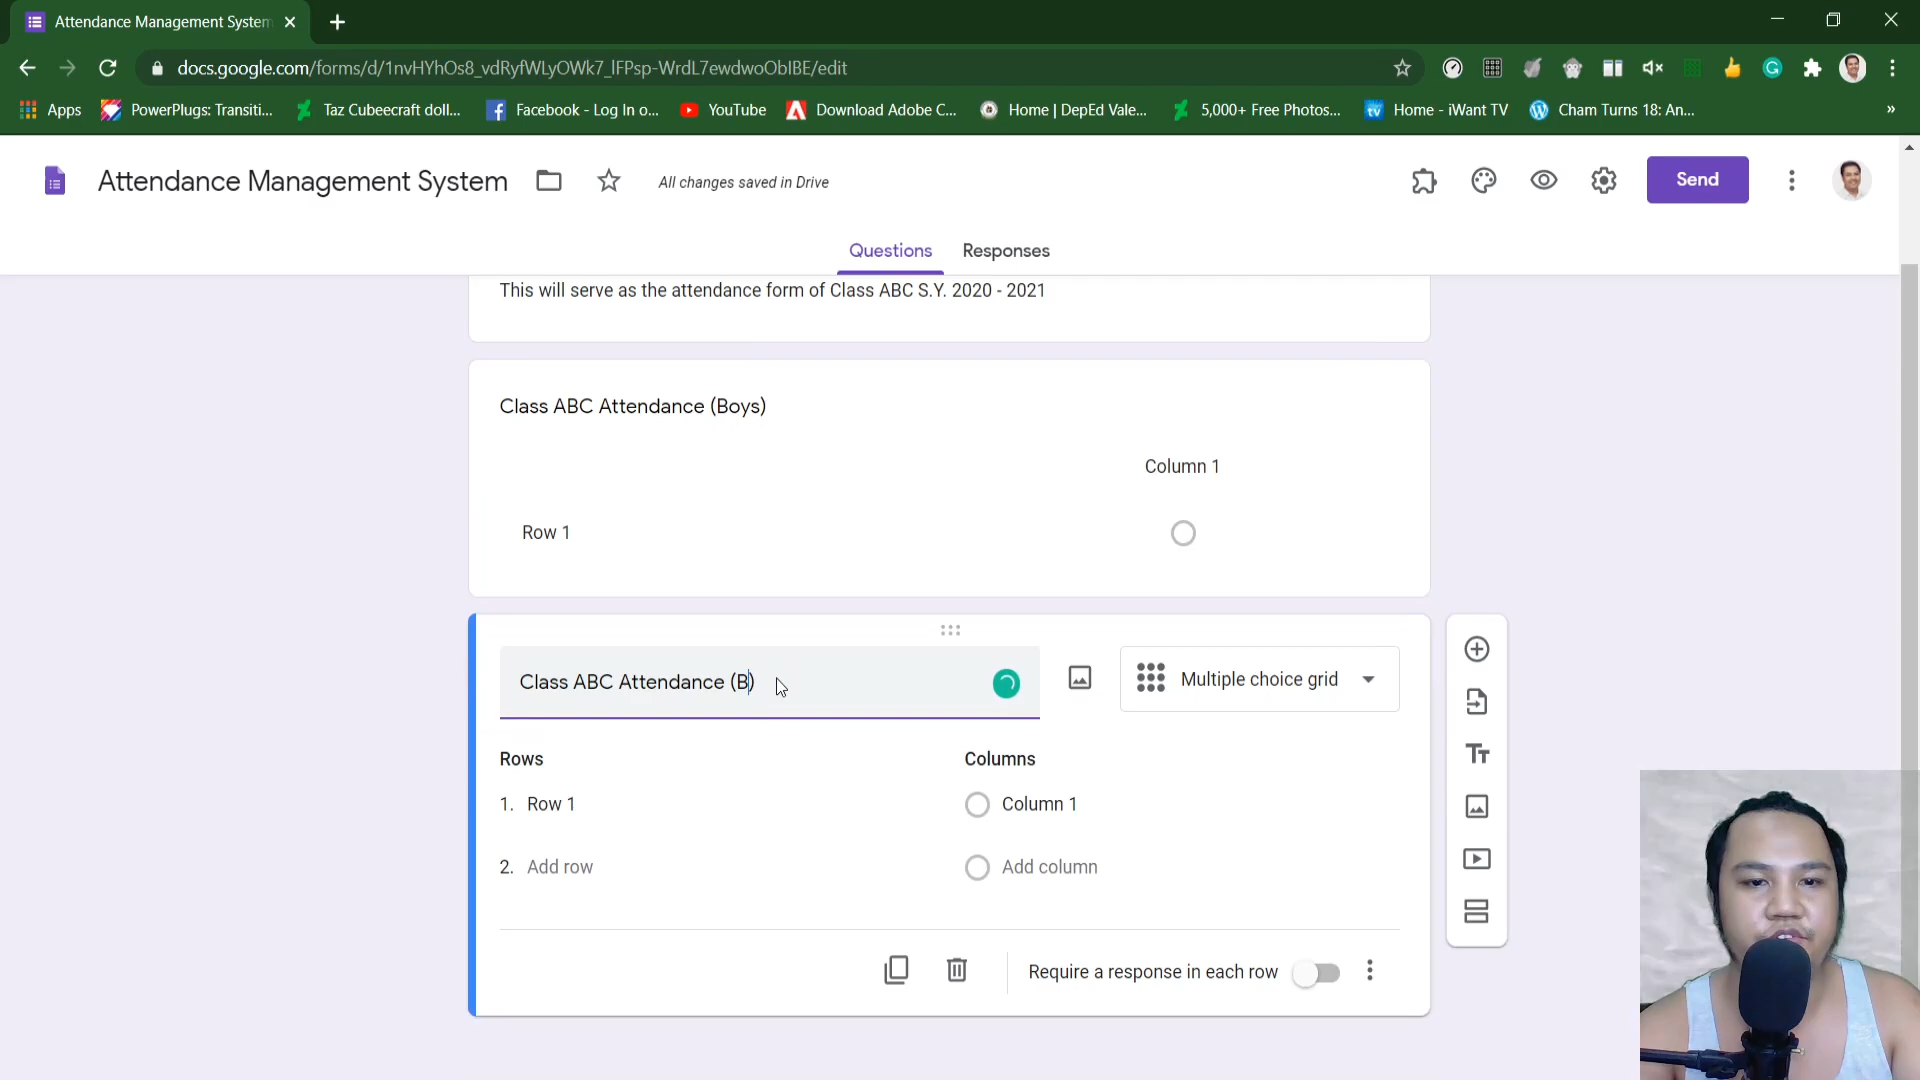 Attendance Management System
docs.google.com/forms/d/1nvHYhOs8_vdRyfWLyOWk7_lFPsp-WrdL7ewdwoOblBE/edit
Apps
PowerPlugs: Transiti...
Taz Cubeecraft doll...
Facebook - Log In o...
YouTube
Download Adobe C...
Home | DepEd Vale...
5,000+ Free Photos...
Home - iWant TV
Cham Turns 18: An...
Attendance Management System
All changes saved in Drive
Send
Questions
Responses
This will serve as the attendance form of Class ABC S.Y. 2020 - 2021
Class ABC Attendance (Boys)
Column 1
Row 1
Class ABC Attendance (B)
Multiple choice grid
Rows
Columns
1. Row 1
Column 1
2. Add row
Add column
Require a response in each row